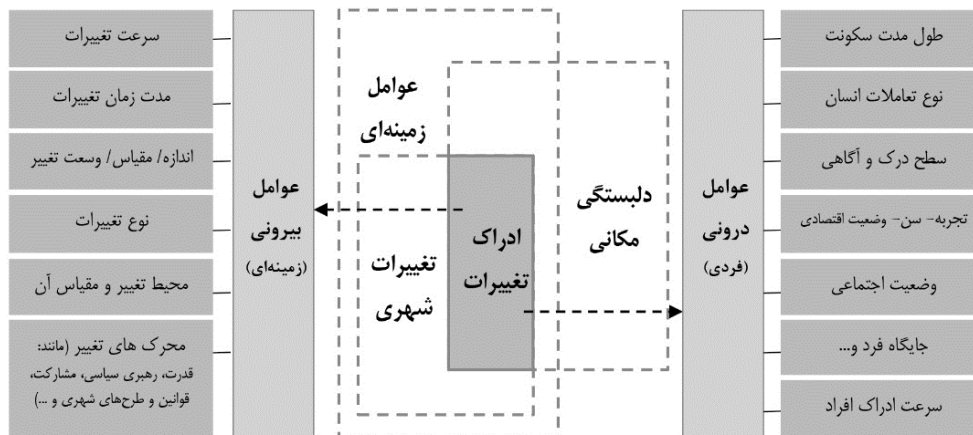 طول مدت سکونت
نوع تعاملات انسان
سطح درک و آگاهی
تجربه- سن- وضعیت اقتصادی
وضعیت اجتماعی
جایگاه فرد و...
سرعت ادراک افراد
عوامل
درونی
(فردی)
دلبستگی
مکانی
ادراک
تغییرات
عوامل
زمینه‌ای
تغییرات
شهری
عوامل
بیرونی
(زمینه‌ای)
سرعت تغییرات
مدت زمان تغییرات
اندازه/ مقیاس/ وسعت تغییر
نوع تغییرات
محیط تغییر و مقیاس آن
محرک های تغییر (مانند:
قدرت، رهبری سیاسی، مشارکت،
قوانین و طرح‌های شهری و ...)